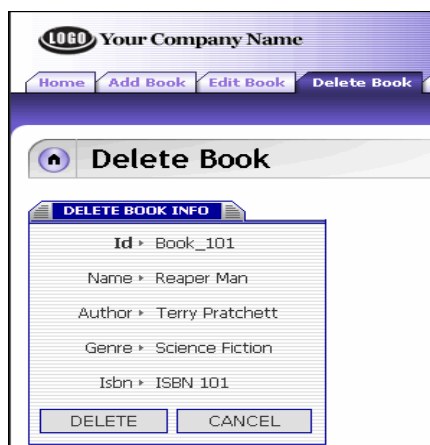 LOGO Your Company Name
Home Add Book Edit Book Delete Book
Delete Book
DELETE BOOK INFO
Id Book_101
Name Reaper Man
Author Terry Pratchett
Genre Science Fiction
Isbn ISBN 101
DELETE CANCEL